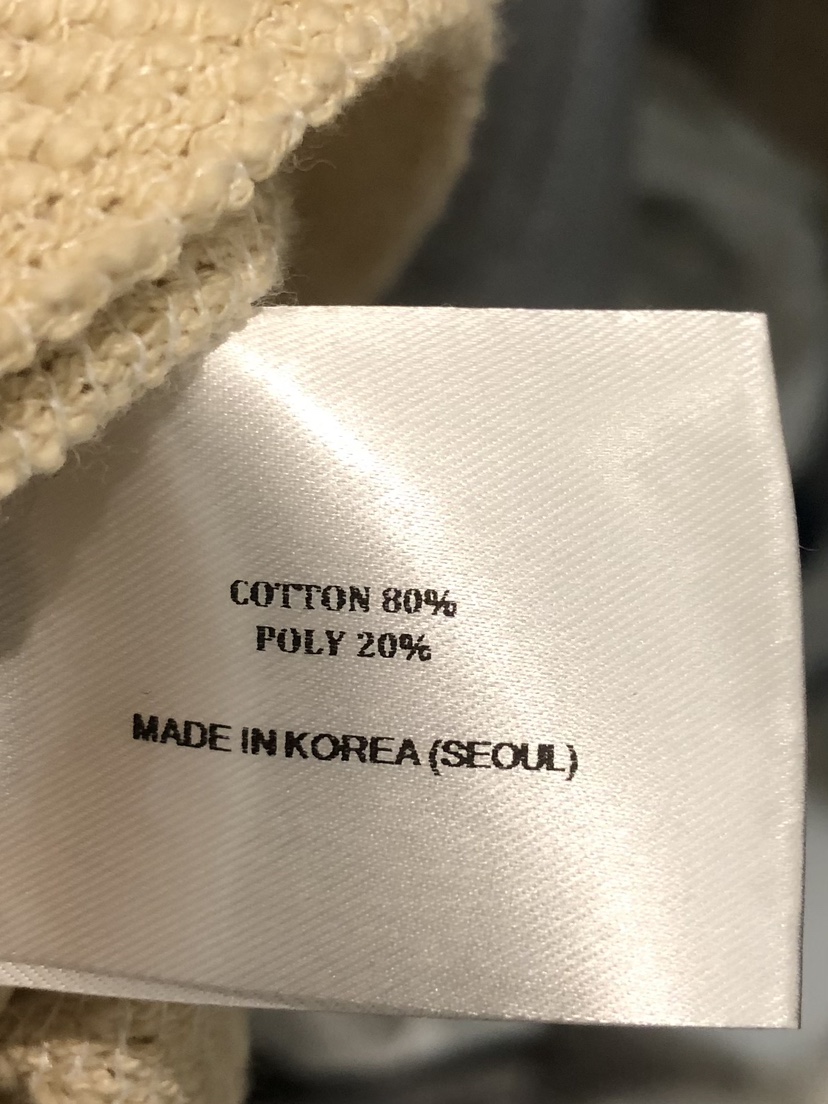 COTTON 80%
POLY 20%
MADE IN KOREA (SEOUL)